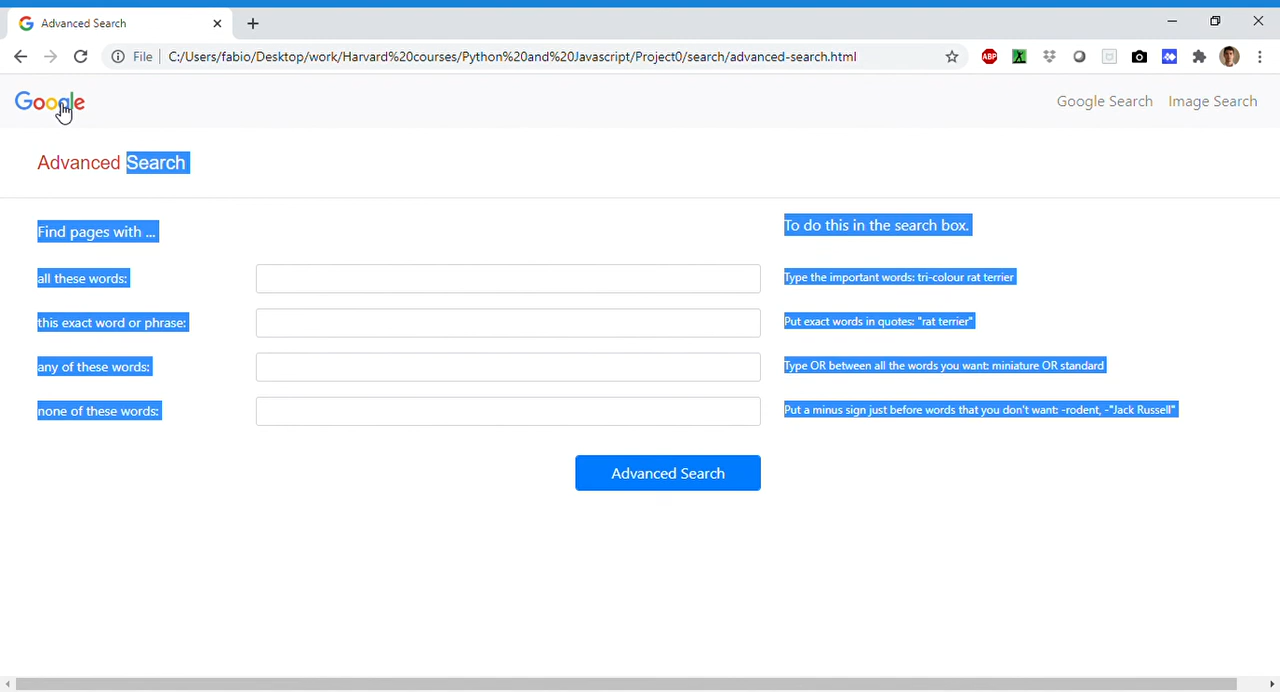 Advanced Search
File C:/Users/fabio/Desktop/work/Harvard%20courses/Python%20and%20Javascript/Project0/search/advanced-search.html
ABP
Google
Google Search Image Search
Advanced Search
Find pages with ...
To do this in the search box.
all these words:
Type the important words: tri-colour rat terrier
this exact word or phrase:
Put exact words in quotes: "rat terrier"
any of these words:
Type OR between all the words you want: miniature OR standard
none of these words:
Put a minus sign just before words that you don't want: -rodent, -"Jack Russell"
Advanced Search